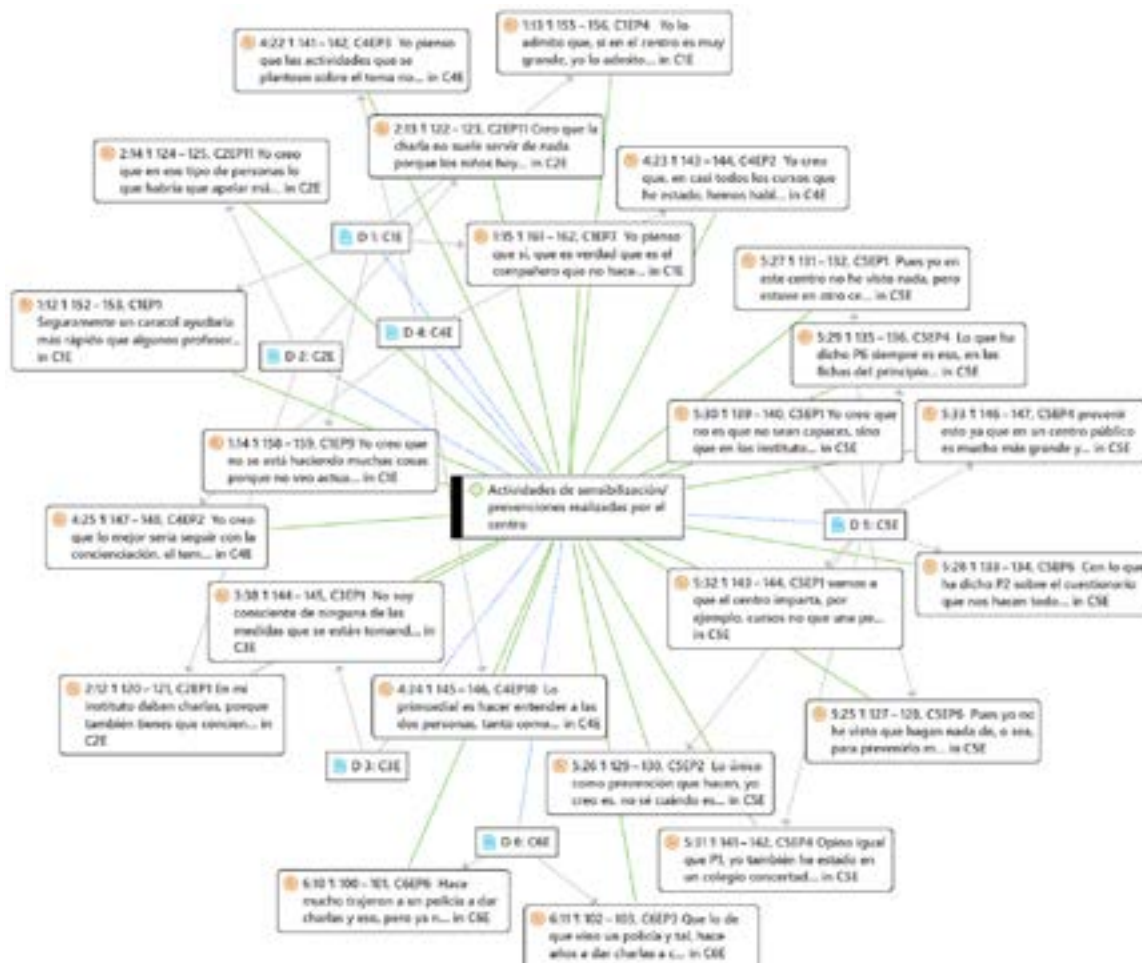 4:22 ¶ 141 – 142, C4EP3 Yo pienso
que las actividades que se
plantean sobre el tema no... in C4E
1:13 ¶ 155 – 156, C1EP4 Yo lo
admito que, si en el centro es muy
grande, yo lo admito... in C1E
2:13 ¶ 122 – 123, C2EP11 Creo que la
charla no suele servir de nada
porque los niños hoy... in C2E
2:14 ¶ 124 – 125, C2EP11 Yo creo
que en ese tipo de personas lo
que habría que apelar má... in C2E
4:23 ¶ 143 – 144, C4EP2 Yo creo
que, en casi todos los cursos que
he estado, hemos habl... in C4E
D 1: C1E
1:15 ¶ 161 – 162, C1EP3 Yo pienso
que sí, que es verdad que es el
compañero que no hace... in C1E
5:27 ¶ 131 – 132, C5EP1 Pues yo en
este centro no he visto nada, pero
estuve en otro ce... in C5E
1:12 ¶ 152 – 153, C1EP1
Seguramente un caracol ayudaría
más rápido que algunos profesor...
in C1E
D 4: C4E
D 2: C2E
5:29 ¶ 135 – 136, C5EP4 Lo que ha
dicho P6 siempre es eso, en las
fichas del principio... in C5E
5:30 ¶ 139 – 140, C5EP1 Yo creo que
no es que no sean capaces, sino
que en los instituto... in C5E
5:33 ¶ 146 – 147, C5EP4 prevenir
esto ya que en un centro público
es mucho más grande y... in C5E
1:14 ¶ 158 – 159, C1EP9 Yo creo que
no se está haciendo muchas cosas
porque no veo actua... in C1E
Actividades de sensibilización/
prevenciones realizadas por el
centro
4:25 ¶ 147 – 148, C4EP2 Yo creo
que lo mejor sería seguir con la
concienciación, el tem... in C4E
D 5: C5E
5:28 ¶ 133 – 134, C5EP6 Con lo que
ha dicho P2 sobre el cuestionario
que nos hacen todo... in C5E
5:32 ¶ 143 – 144, C5EP1 vamos a
que el centro imparta, por
ejemplo, cursos no que una pe...
in C5E
3:38 ¶ 144 – 145, C3EP1 No soy
consciente de ninguna de las
medidas que se están tomand... in
C3E
2:12 ¶ 120 – 121, C2EP1 En mi
instituto daban charlas, porque
también tienes que concien... in
C2E
4:24 ¶ 145 – 146, C4EP10 Lo
primordial es hacer entender a las
dos personas, tanto como... in C4E
5:25 ¶ 127 – 128, C5EP6 Pues yo no
he visto que hagan nada de, o sea,
para prevenirlo m... in C5E
D 3: C3E
5:26 ¶ 129 – 130, C5EP2 Lo único
como prevención que hacen, yo
creo es, no sé cuándo es... in C5E
D 6: C6E
5:31 ¶ 141 – 142, C5EP4 Opino igual
que P1, yo también he estado en
un colegio concertad... in C5E
6:10 ¶ 100 – 101, C6EP6 Hace
mucho trajeron a un policía a dar
charlas y eso, pero ya n... in C6E
6:11 ¶ 102 – 103, C6EP3 Que lo de
que vino un policía y tal, hace
años a dar charlas a c... in C6E